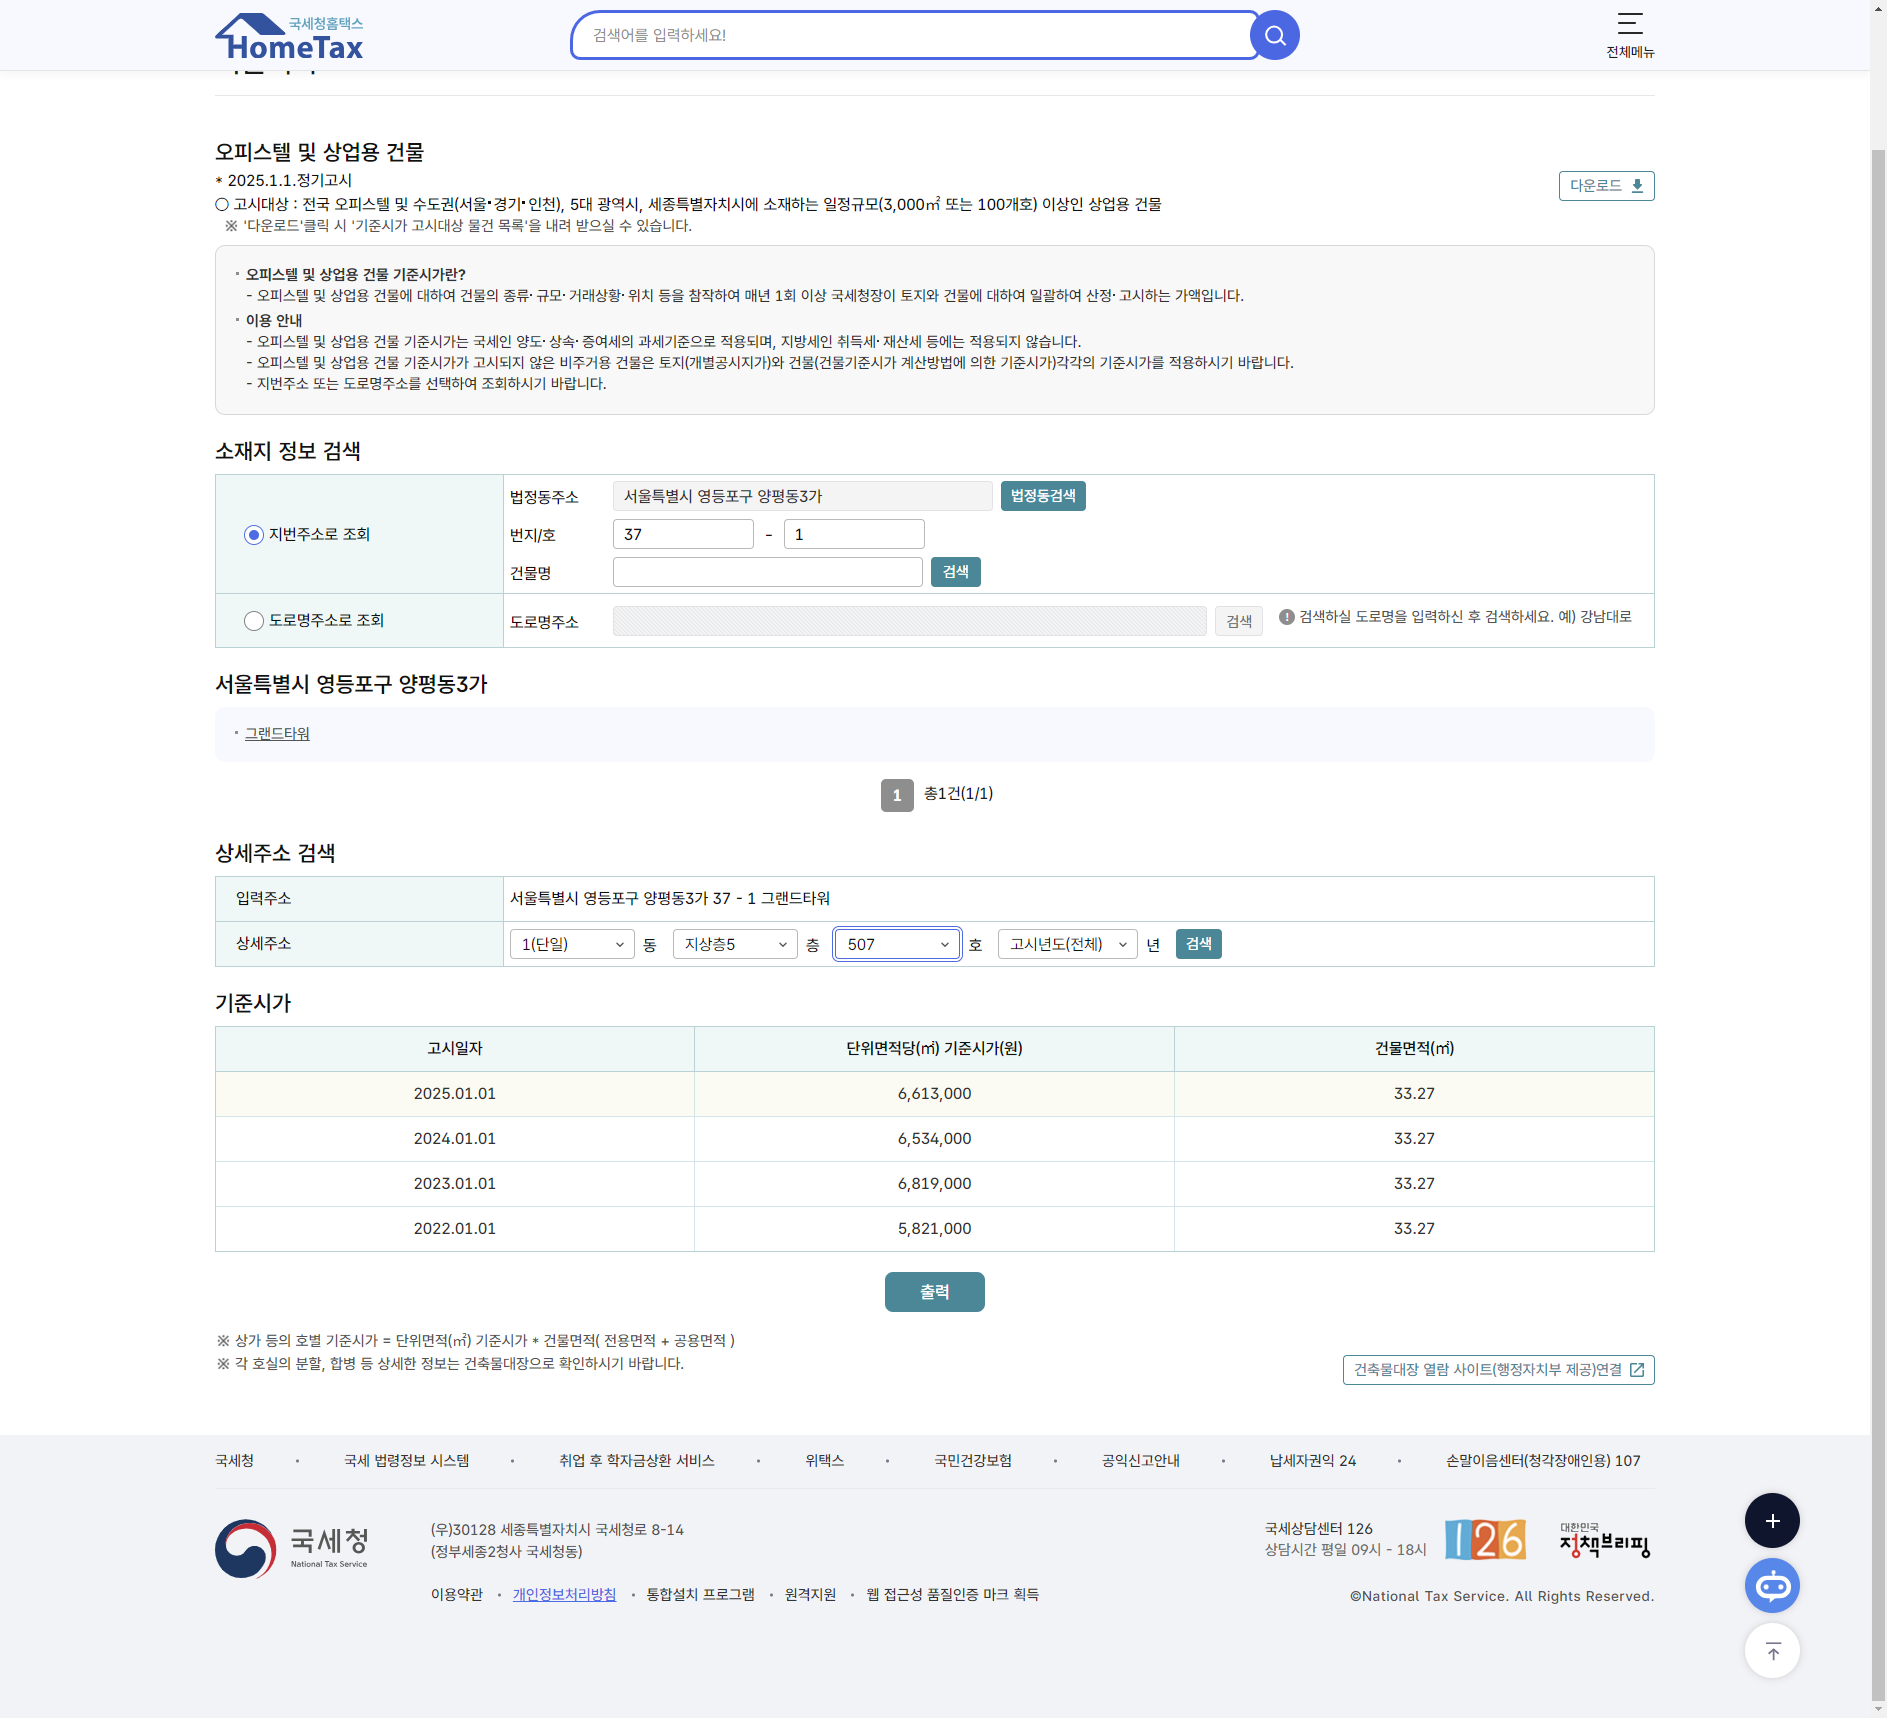 국세청홈택스
HomeTax
검색어를 입력하세요!
전체메뉴
오피스텔 및 상업용 건물
* 2025.1.1.정기고시
다운로드
○ 고시대상 : 전국 오피스텔 및 수도권(서울·경기·인천), 5대 광역시, 세종특별자치시에 소재하는 일정규모(3,000㎡ 또는 100개호) 이상인 상업용 건물
※ '다운로드'클릭 시 '기준시가 고시대상 물건 목록'을 내려 받으실 수 있습니다.
· 오피스텔 및 상업용 건물 기준시가란?
- 오피스텔 및 상업용 건물에 대하여 건물의 종류·규모·거래상황·위치 등을 참작하여 매년 1회 이상 국세청장이 토지와 건물에 대하여 일괄하여 산정·고시하는 가액입니다.
· 이용 안내
- 오피스텔 및 상업용 건물 기준시가는 국세인 양도·상속·증여세의 과세기준으로 적용되며, 지방세인 취득세·재산세 등에는 적용되지 않습니다.
- 오피스텔 및 상업용 건물 기준시가가 고시되지 않은 비주거용 건물은 토지(개별공시지가)와 건물(건물기준시가 계산방법에 의한 기준시가)각각의 기준시가를 적용하시기 바랍니다.
- 지번주소 또는 도로명주소를 선택하여 조회하시기 바랍니다.
소재지 정보 검색
지번주소로 조회
법정동주소 서울특별시 영등포구 양평동3가 법정동검색
번지/호 37 - 1
건물명 검색
도로명주소로 조회 도로명주소 검색 검색하실 도로명을 입력하신 후 검색하세요. 예) 강남대로
서울특별시 영등포구 양평동3가
· 그랜드타워
1 총1건(1/1)
상세주소 검색
입력주소 서울특별시 영등포구 양평동3가 37 - 1 그랜드타워
상세주소 1(단일) 동 지상층5 층 507 호 고시년도(전체) 년 검색
기준시가
고시일자 단위면적당(㎡) 기준시가(원) 건물면적(㎡)
2025.01.01 6,613,000 33.27
2024.01.01 6,534,000 33.27
2023.01.01 6,819,000 33.27
2022.01.01 5,821,000 33.27
출력
※ 상가 등의 호별 기준시가 = 단위면적(㎡) 기준시가 * 건물면적( 전용면적 + 공용면적 )
※ 각 호실의 분할, 합병 등 상세한 정보는 건축물대장으로 확인하시기 바랍니다.
건축물대장 열람 사이트(행정자치부 제공)연결
국세청 · 국세 법령정보 시스템 · 취업 후 학자금상환 서비스 · 위택스 · 국민건강보험 · 공익신고안내 · 납세자권익 24 · 손말이음센터(청각장애인용) 107
국세청
National Tax Service
(우)30128 세종특별자치시 국세청로 8-14
(정부세종2청사 국세청동)
국세상담센터 126
상담시간 평일 09시 - 18시
126
대한민국
정책브리핑
이용약관 · 개인정보처리방침 · 통합설치 프로그램 · 원격지원 · 웹 접근성 품질인증 마크 획득
©National Tax Service. All Rights Reserved.